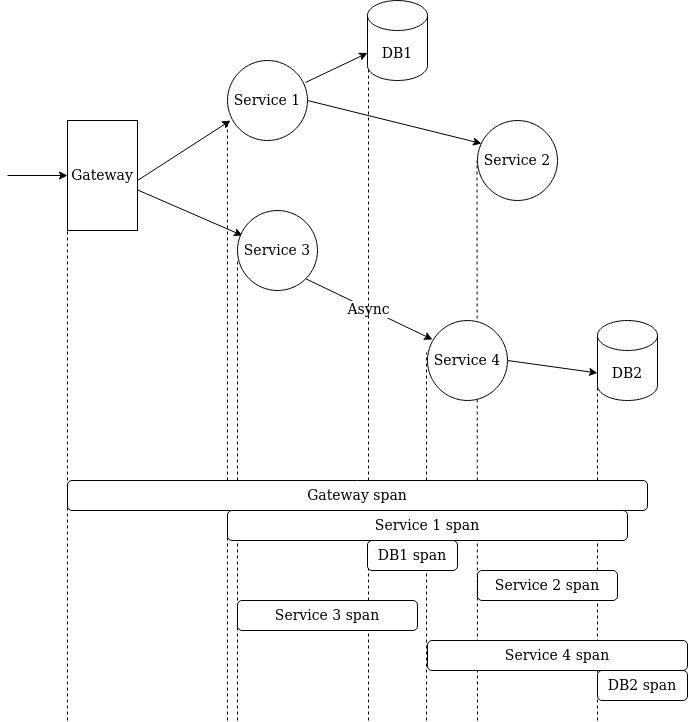 DB1
Service 1
Service 2
Gateway
Service 3
Async
Service 4
DB2
Gateway span
Service 1 span
DB1 span
Service 2 span
Service 3 span
Service 4 span
DB2 span